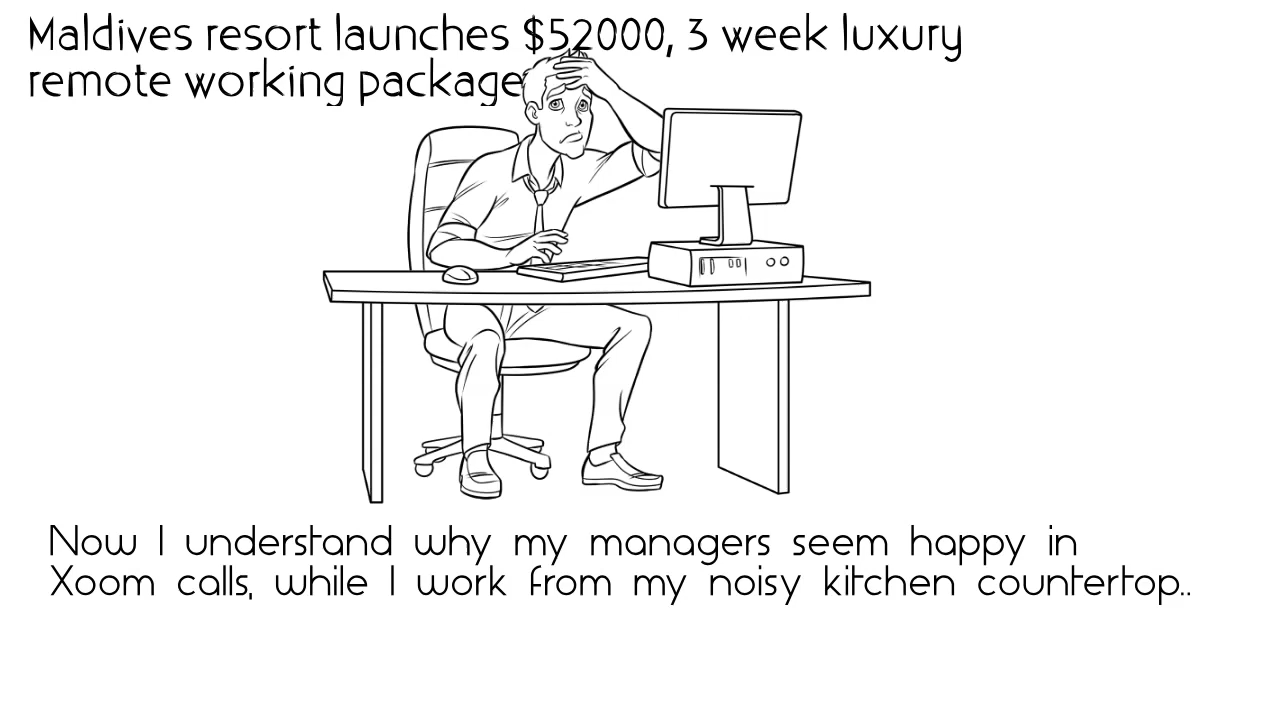 Maldives resort launches $52000, 3 week luxury
remote working package
Now I understand why my managers seem happy in
Xoom calls, while I work from my noisy kitchen countertop..